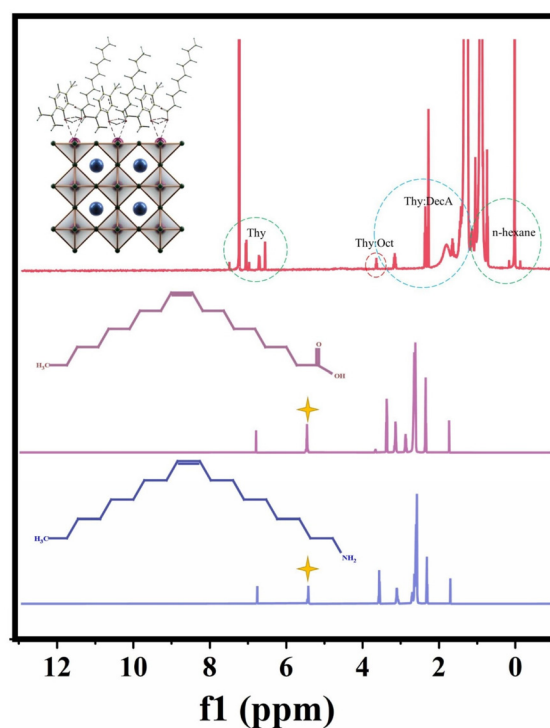 Thy
Thy:Oct
Thy:DecA
n-hexane
O
H₃C
OH
H₃C
NH₂
12 10 8 6 4 2 0
f1 (ppm)